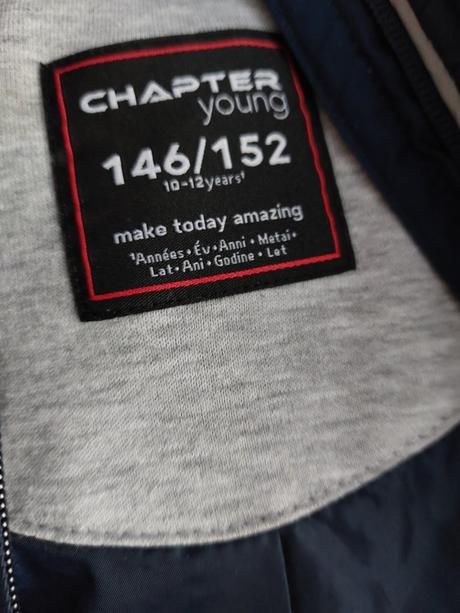 CHAPTER
young
146/152
10-12years¹
make today amazing
¹Années • Év • Anni • Metai •
Lat • Ani • Godine • Let